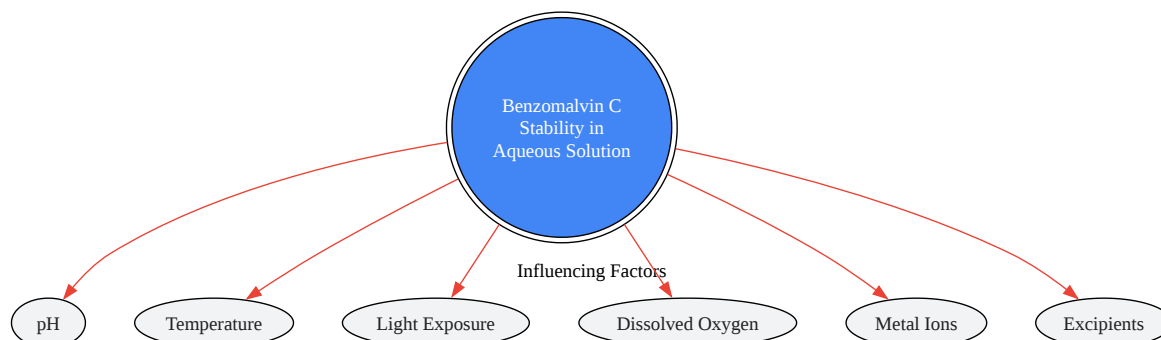 Benzomalvin C
Stability in
Aqueous Solution
Influencing Factors
pH
Temperature
Light Exposure
Dissolved Oxygen
Metal Ions
Excipients